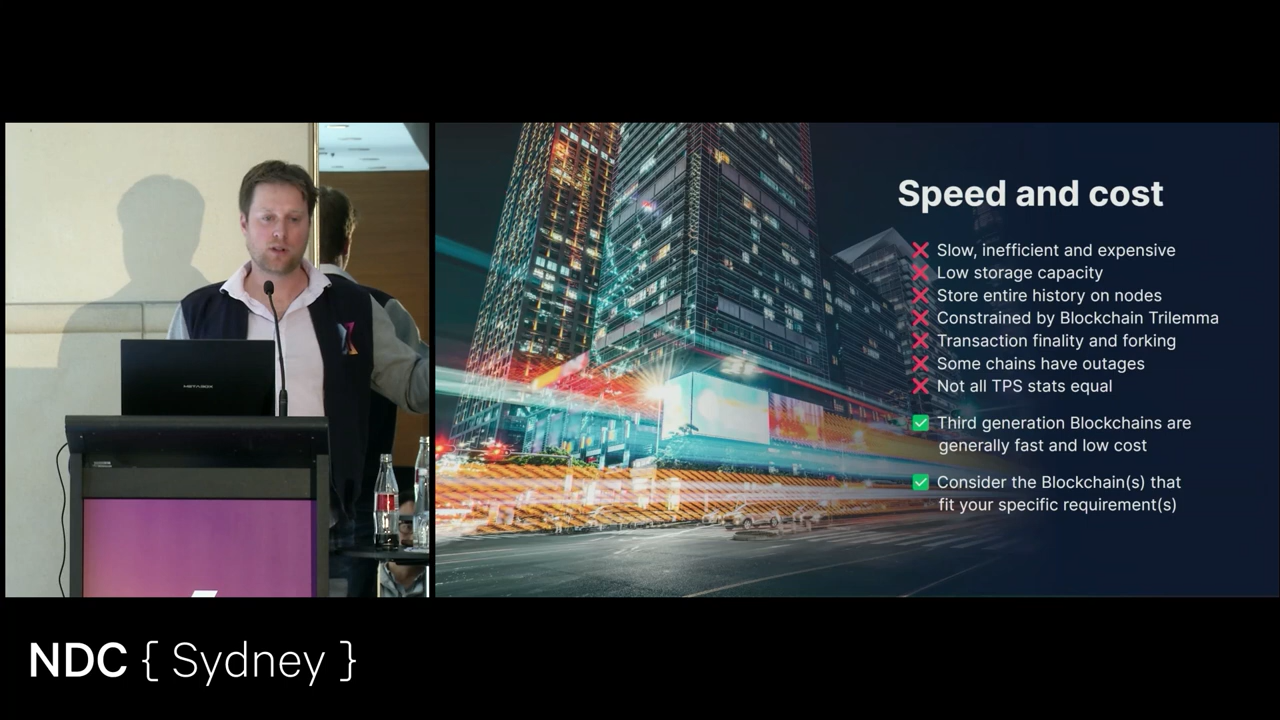 Speed and cost
❌ Slow, inefficient and expensive
❌ Low storage capacity
❌ Store entire history on nodes
❌ Constrained by Blockchain Trilemma
❌ Transaction finality and forking
❌ Some chains have outages
❌ Not all TPS stats equal
✅ Third generation Blockchains are
generally fast and low cost
✅ Consider the Blockchain(s) that
fit your specific requirement(s)
METABOX
NDC { Sydney }